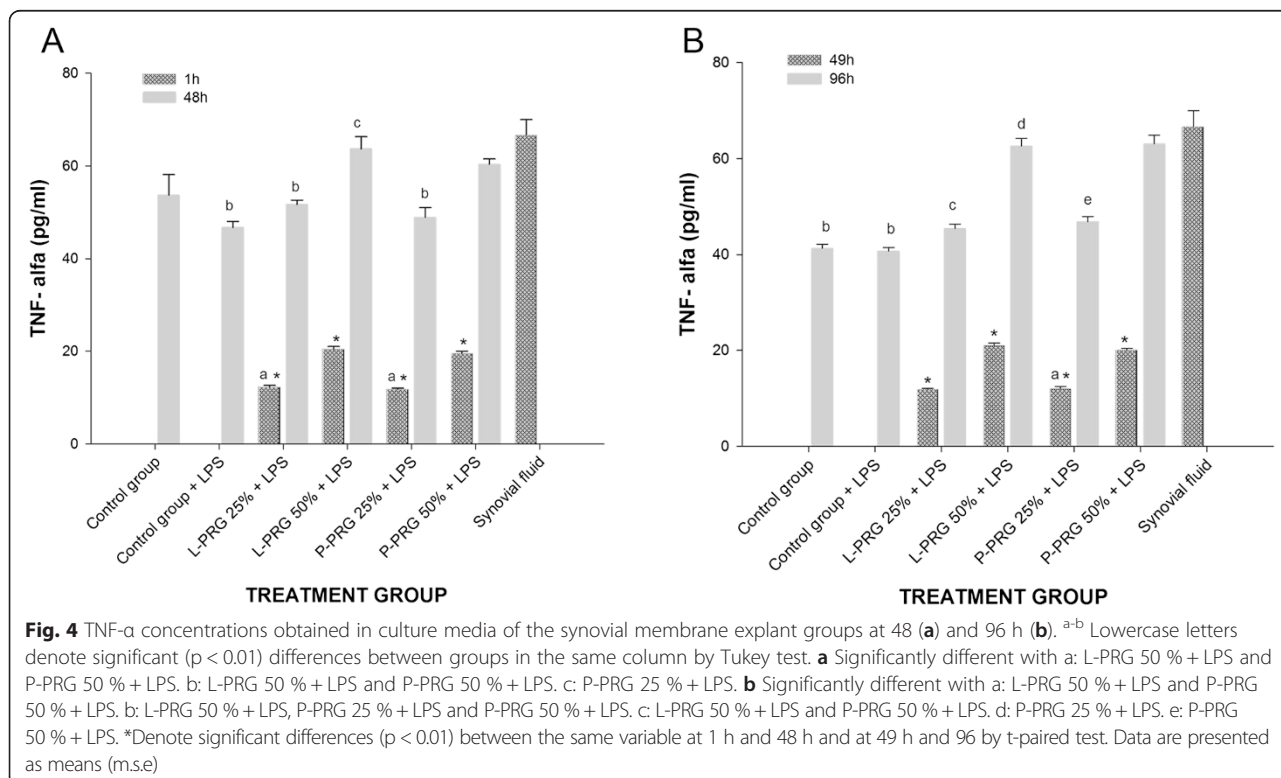 A
80
60
40
20
0
TNF- alfa (pg/ml)
1h
48h
b
b
c
b
a *
*
a *
*
Control group
Control group + LPS
L-PRG 25% + LPS
L-PRG 50% + LPS
P-PRG 25% + LPS
P-PRG 50% + LPS
Synovial fluid
TREATMENT GROUP
B
80
60
40
20
0
TNF- alfa (pg/ml)
49h
96h
b
b
c
d
e
*
*
a *
*
Control group
Control group + LPS
L-PRG 25% + LPS
L-PRG 50% + LPS
P-PRG 25% + LPS
P-PRG 50% + LPS
Synovial fluid
TREATMENT GROUP
Fig. 4 TNF-α concentrations obtained in culture media of the synovial membrane explant groups at 48 (a) and 96 h (b). a-b Lowercase letters
denote significant (p < 0.01) differences between groups in the same column by Tukey test. a Significantly different with a: L-PRG 50 % + LPS and
P-PRG 50 % + LPS. b: L-PRG 50 % + LPS and P-PRG 50 % + LPS. c: P-PRG 25 % + LPS. b Significantly different with a: L-PRG 50 % + LPS and P-PRG
50 % + LPS. b: L-PRG 50 % + LPS, P-PRG 25 % + LPS and P-PRG 50 % + LPS. c: L-PRG 50 % + LPS and P-PRG 50 % + LPS. d: P-PRG 25 % + LPS. e: P-PRG
50 % + LPS. *Denote significant differences (p < 0.01) between the same variable at 1 h and 48 h and at 49 h and 96 by t-paired test. Data are presented
as means (m.s.e)